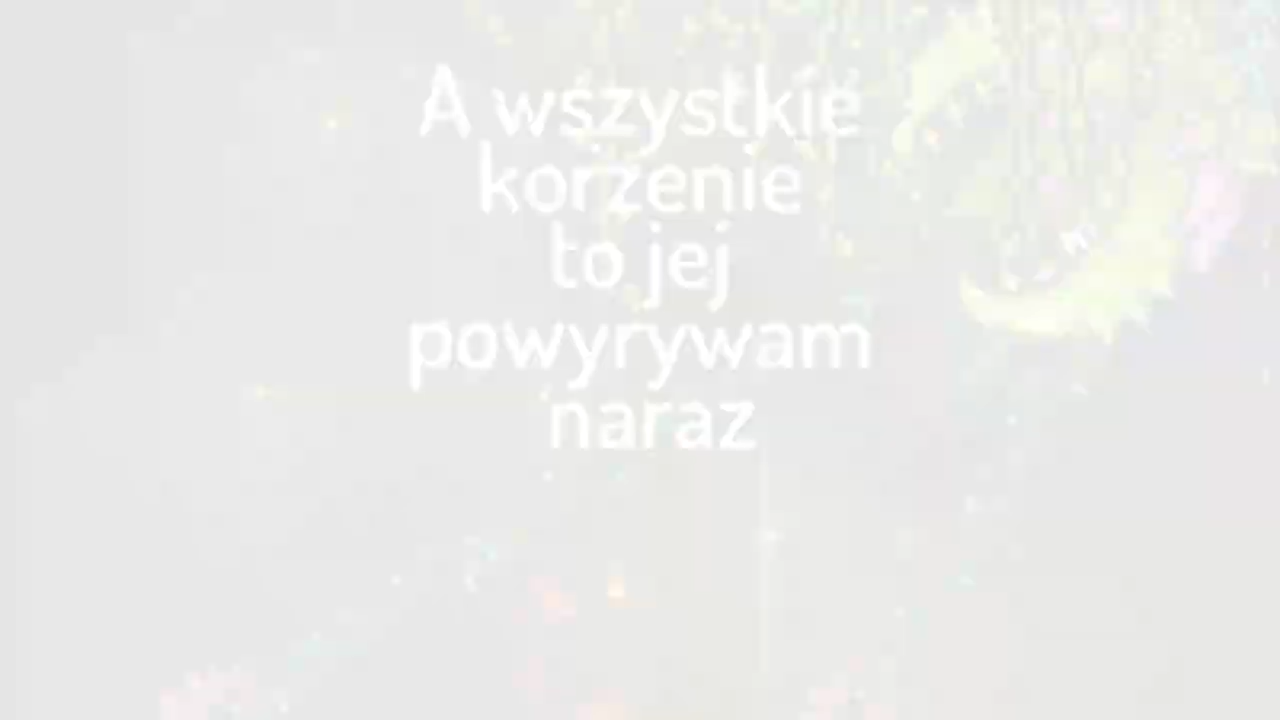 A wszystkie
korzenie
to jej
powyrywam
naraz